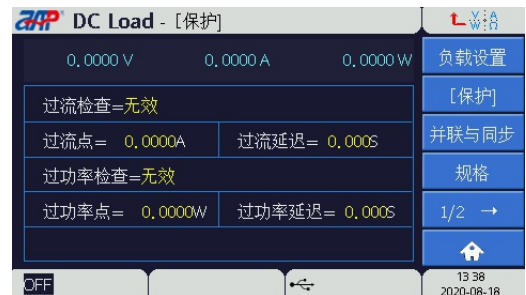 ZAP DC Load - [保护]
0.0000 V 0.0000 A 0.0000 W
过流检查=无效
过流点= 0.0000A 过流延迟= 0.000S
过功率检查=无效
过功率点= 0.0000W 过功率延迟= 0.000S
V A
W Ω
负载设置
[保护]
并联与同步
规格
1/2 →
OFF
13 38
2020-08-18